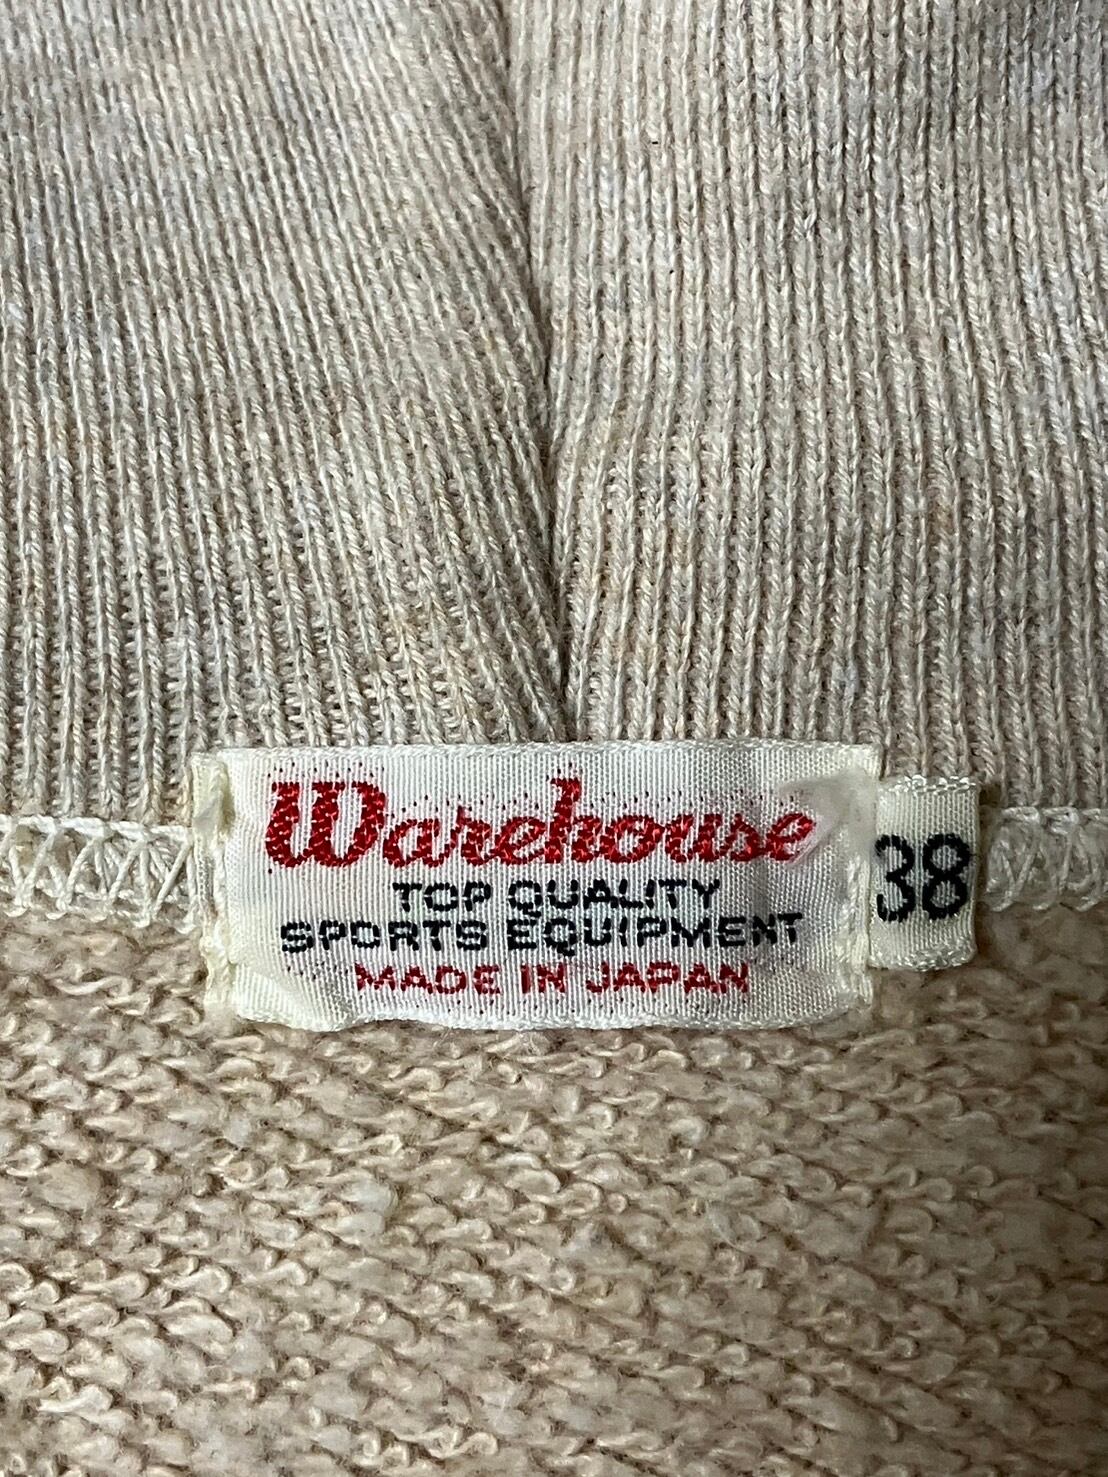 Warehouse
TOP QUALITY
SPORTS EQUIPMENT
MADE IN JAPAN
38